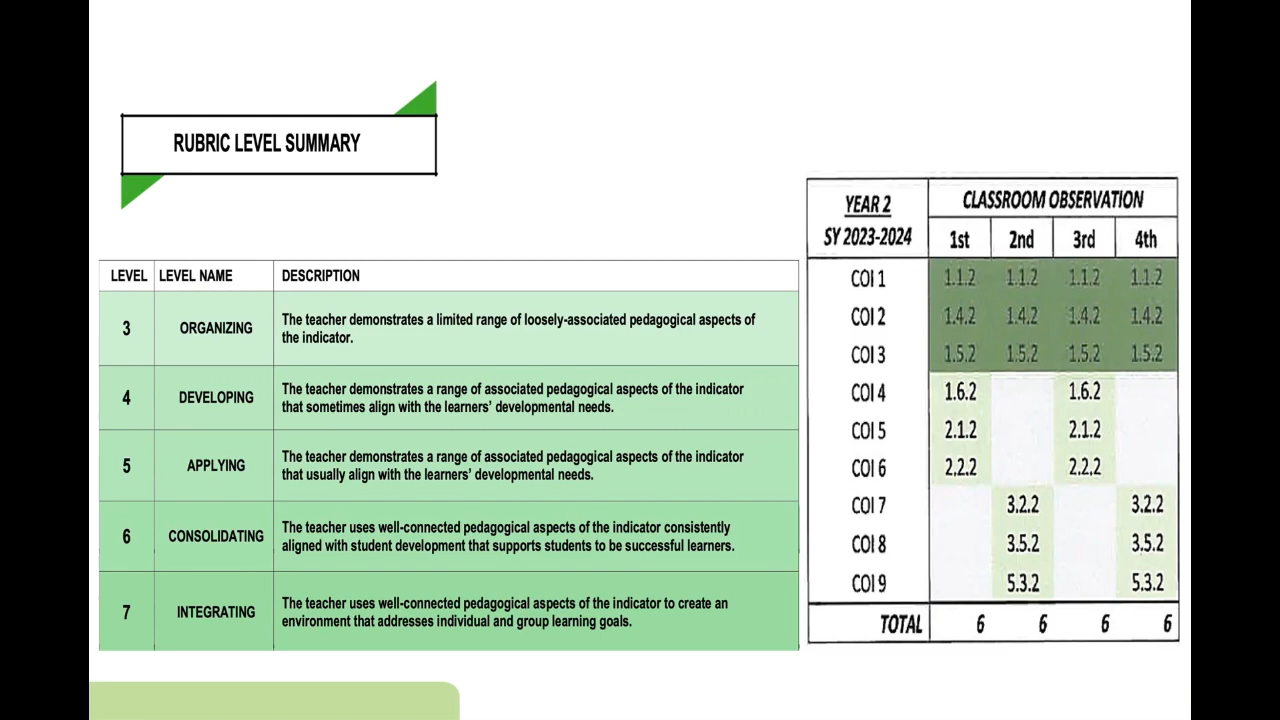 RUBRIC LEVEL SUMMARY
LEVEL LEVEL NAME DESCRIPTION
3 ORGANIZING The teacher demonstrates a limited range of loosely-associated pedagogical aspects of
the indicator.
4 DEVELOPING The teacher demonstrates a range of associated pedagogical aspects of the indicator
that sometimes align with the learners’ developmental needs.
5 APPLYING The teacher demonstrates a range of associated pedagogical aspects of the indicator
that usually align with the learners’ developmental needs.
6 CONSOLIDATING The teacher uses well-connected pedagogical aspects of the indicator consistently
aligned with student development that supports students to be successful learners.
7 INTEGRATING The teacher uses well-connected pedagogical aspects of the indicator to create an
environment that addresses individual and group learning goals.
YEAR 2 CLASSROOM OBSERVATION
SY 2023-2024 1st 2nd 3rd 4th
COI 1 1.1.2 1.1.2 1.1.2 1.1.2
COI 2 1.4.2 1.4.2 1.4.2 1.4.2
COI 3 1.5.2 1.5.2 1.5.2 1.5.2
COI 4 1.6.2 1.6.2
COI 5 2.1.2 2.1.2
COI 6 2.2.2 2.2.2
COI 7 3.2.2 3.2.2
COI 8 3.5.2 3.5.2
COI 9 5.3.2 5.3.2
TOTAL 6 6 6 6